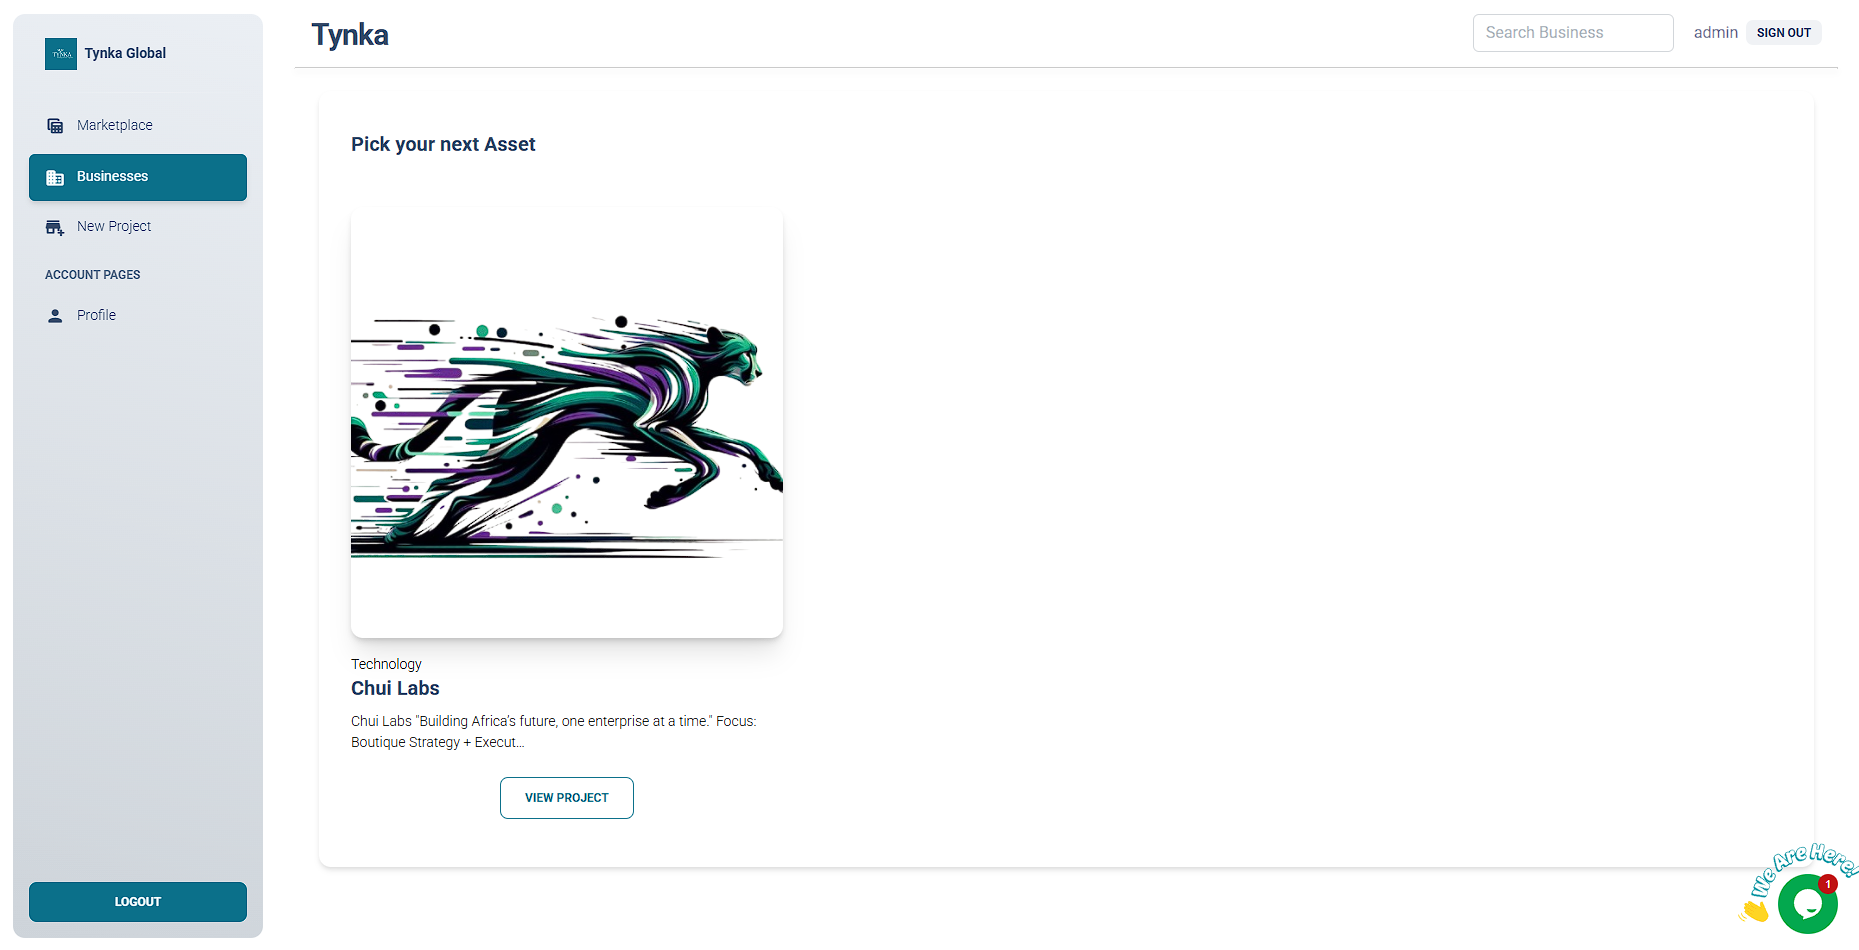 TYNKA
Tynka Global
Marketplace
Businesses
New Project
ACCOUNT PAGES
Profile
LOGOUT
Tynka
Search Business
admin
SIGN OUT
Pick your next Asset
Technology
Chui Labs
Chui Labs "Building Africa's future, one enterprise at a time." Focus:
Boutique Strategy + Execut...
VIEW PROJECT
We Are Here!
1